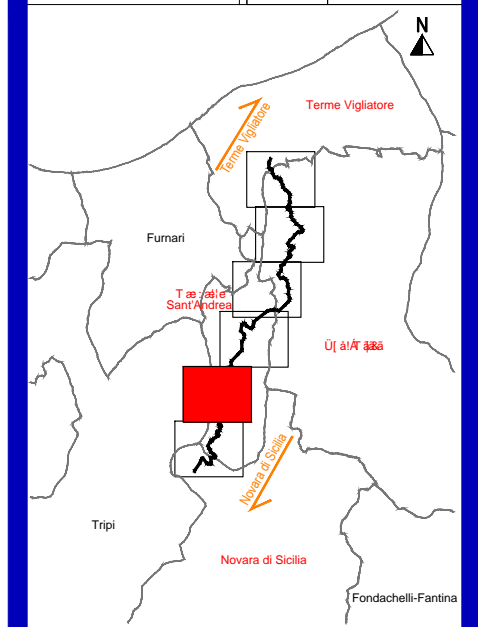 N
Terme Vigliatore
Terme Vigliatore
Furnari
Sant'Andrea
Novara di Sicilia
Tripi
Novara di Sicilia
Fondachelli-Fantina